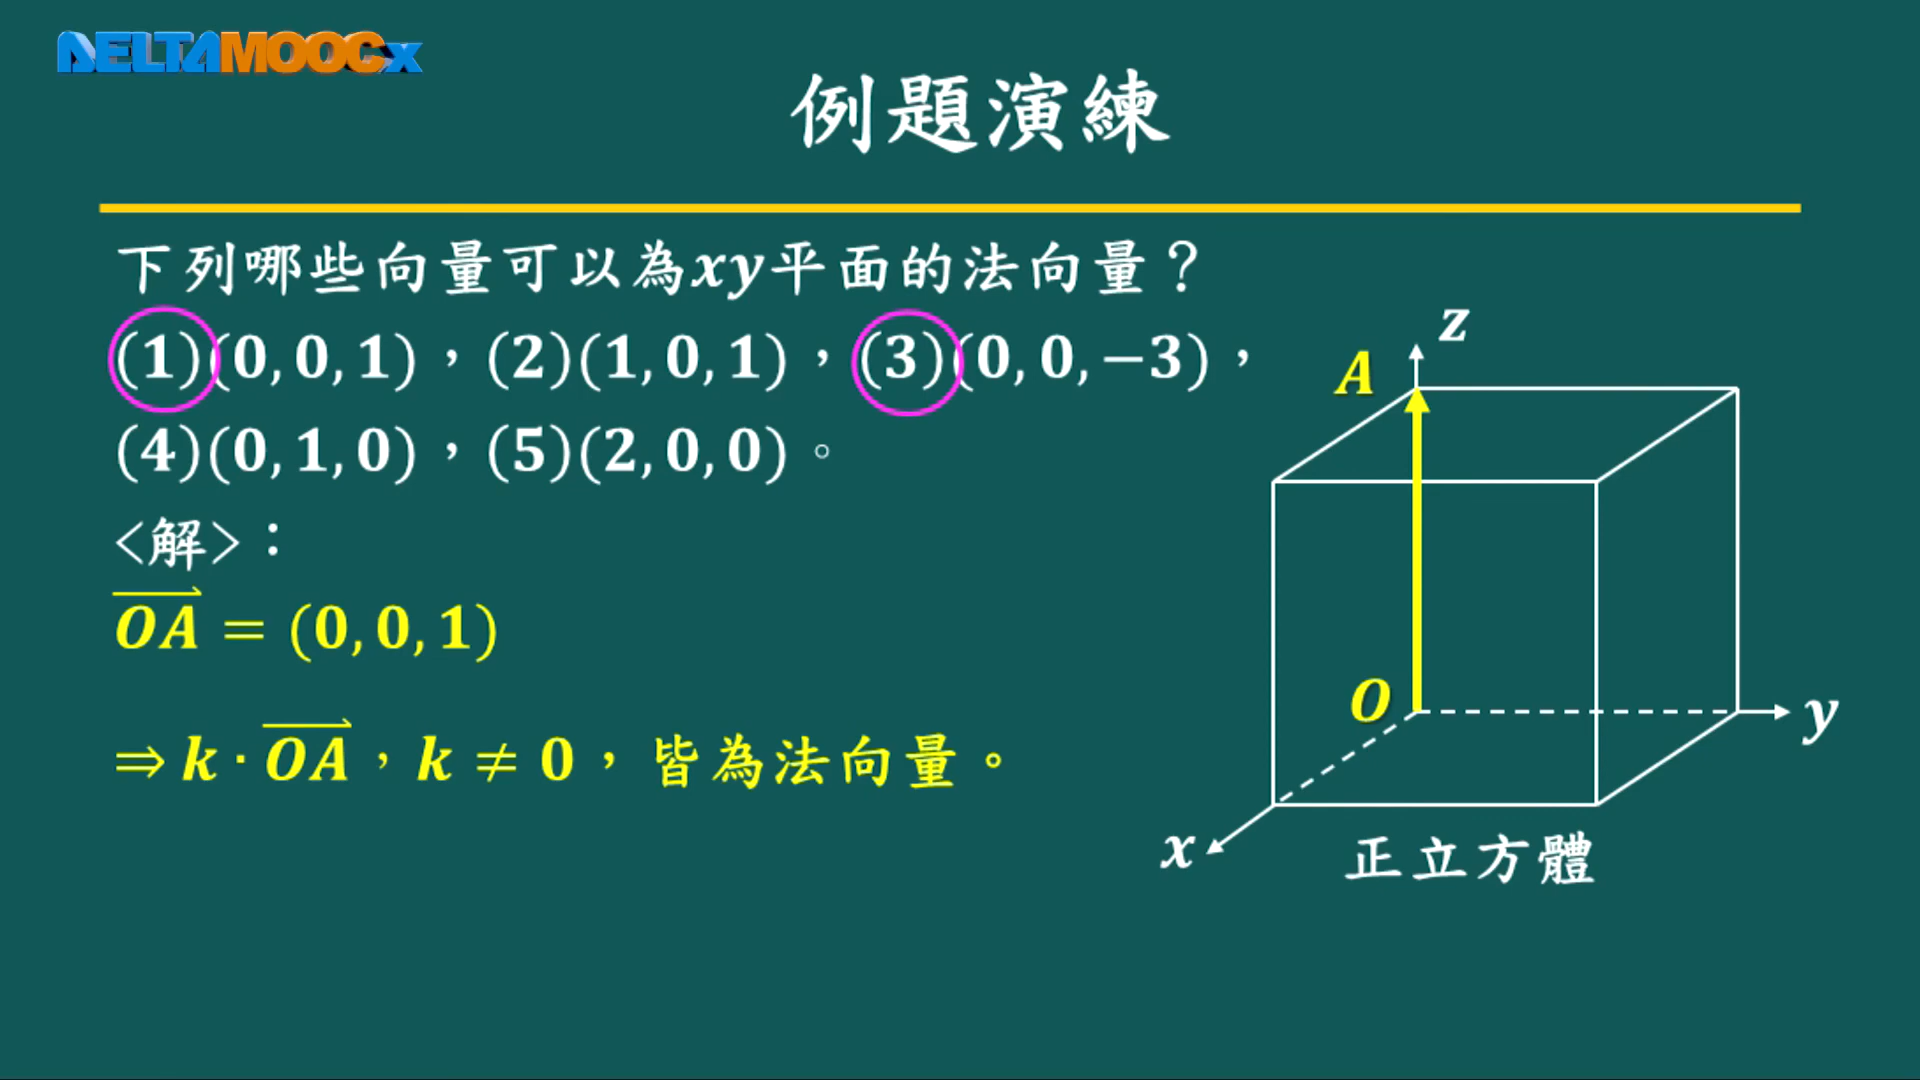 DELTAMOOCx
例題演練
下列哪些向量可以為xy平面的法向量？
(1)(0,0,1)，(2)(1,0,1)，(3)(0,0,−3)，
(4)(0,1,0)，(5)(2,0,0)。
<解>：
\overrightarrow{OA} = (0,0,1)
⇒ k · \overrightarrow{OA}，k ≠ 0，皆為法向量。
z
A
O
y
x
正立方體